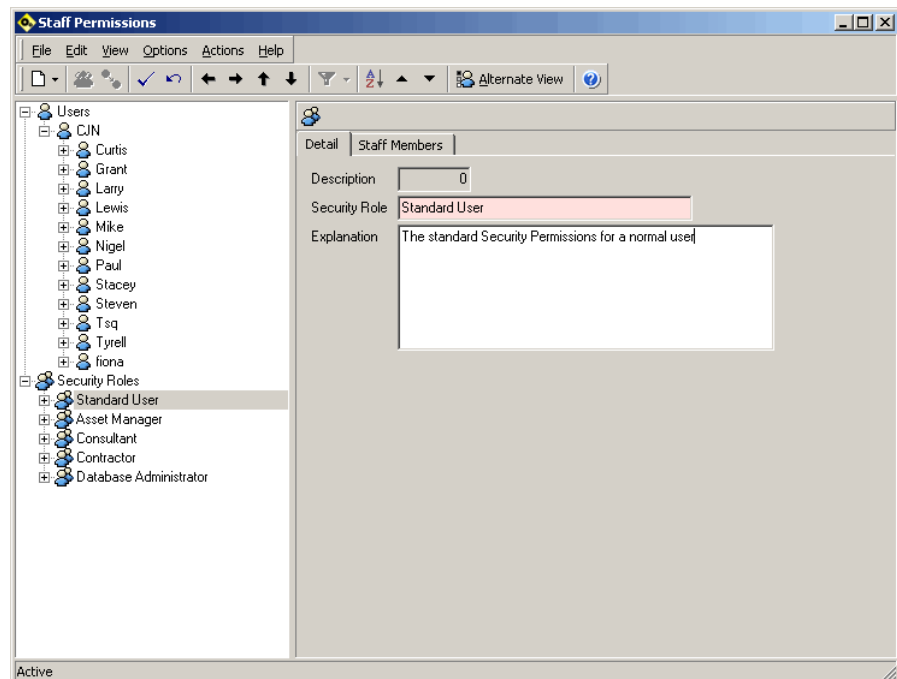 Staff Permissions
File Edit View Options Actions Help
Alternate View
Users
CJN
Curtis
Grant
Larry
Lewis
Mike
Nigel
Paul
Stacey
Steven
Tsq
Tyrell
fiona
Security Roles
Standard User
Asset Manager
Consultant
Contractor
Database Administrator
Detail Staff Members
Description 0
Security Role Standard User
Explanation The standard Security Permissions for a normal user
Active